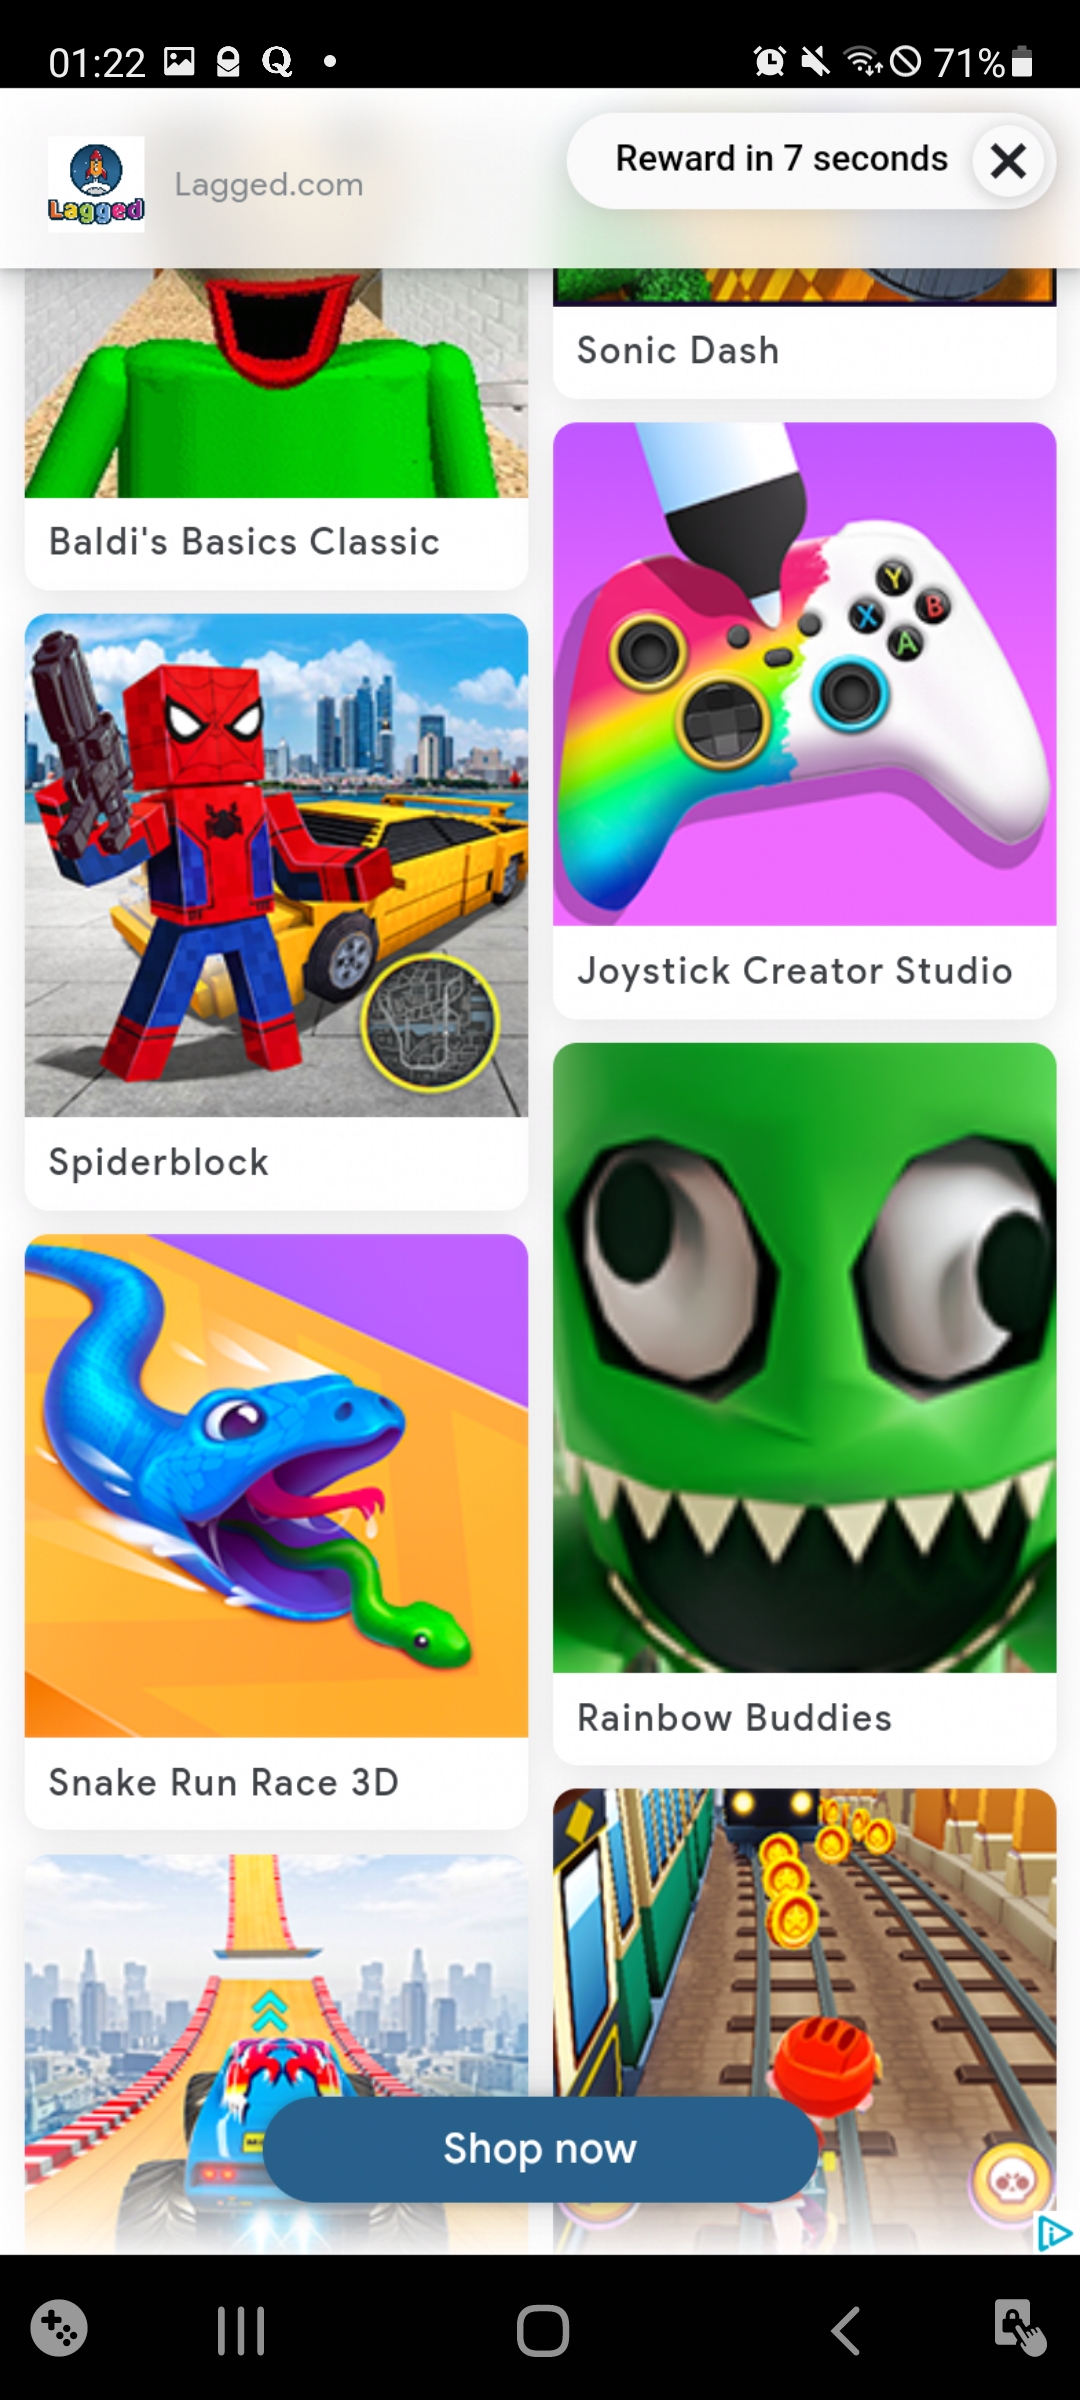 01:22
71%
Lagged
Lagged.com
Reward in 7 seconds
Sonic Dash
Baldi's Basics Classic
Y
X
B
A
Joystick Creator Studio
Spiderblock
Rainbow Buddies
Snake Run Race 3D
Shop now